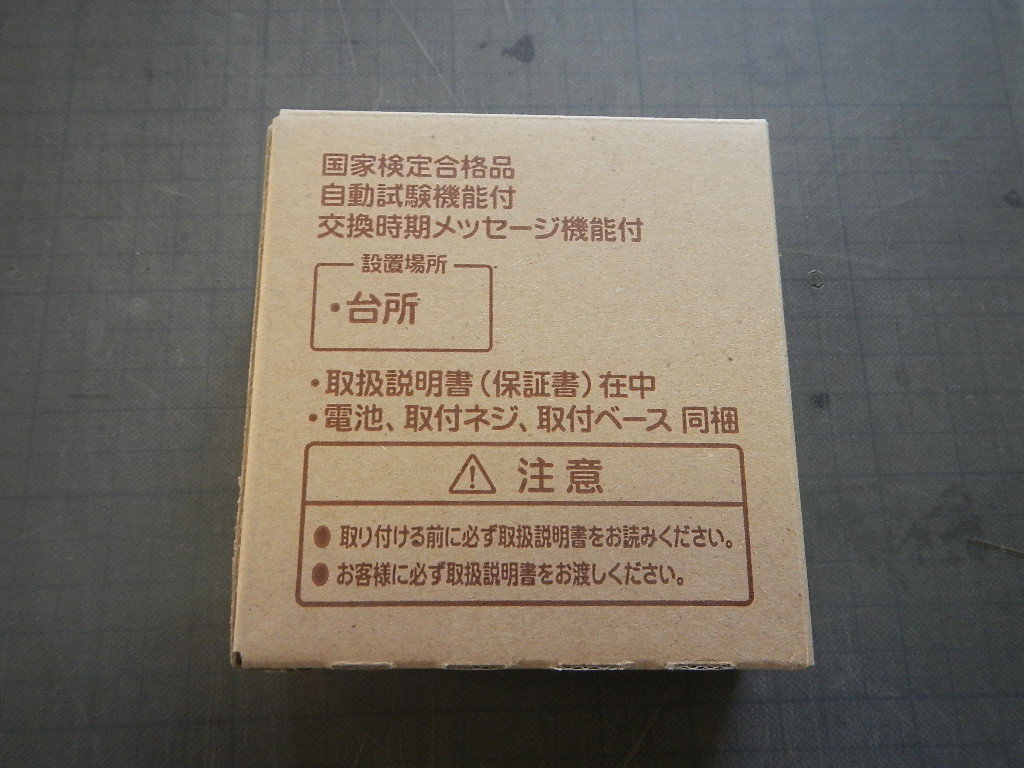 国家検定合格品
自動試験機能付
交換時期メッセージ機能付
設置場所
・台所
・取扱説明書（保証書）在中
・電池、取付ネジ、取付ベース 同梱
⚠ 注意
●取り付ける前に必ず取扱説明書をお読みください。
●お客様に必ず取扱説明書をお渡しください。